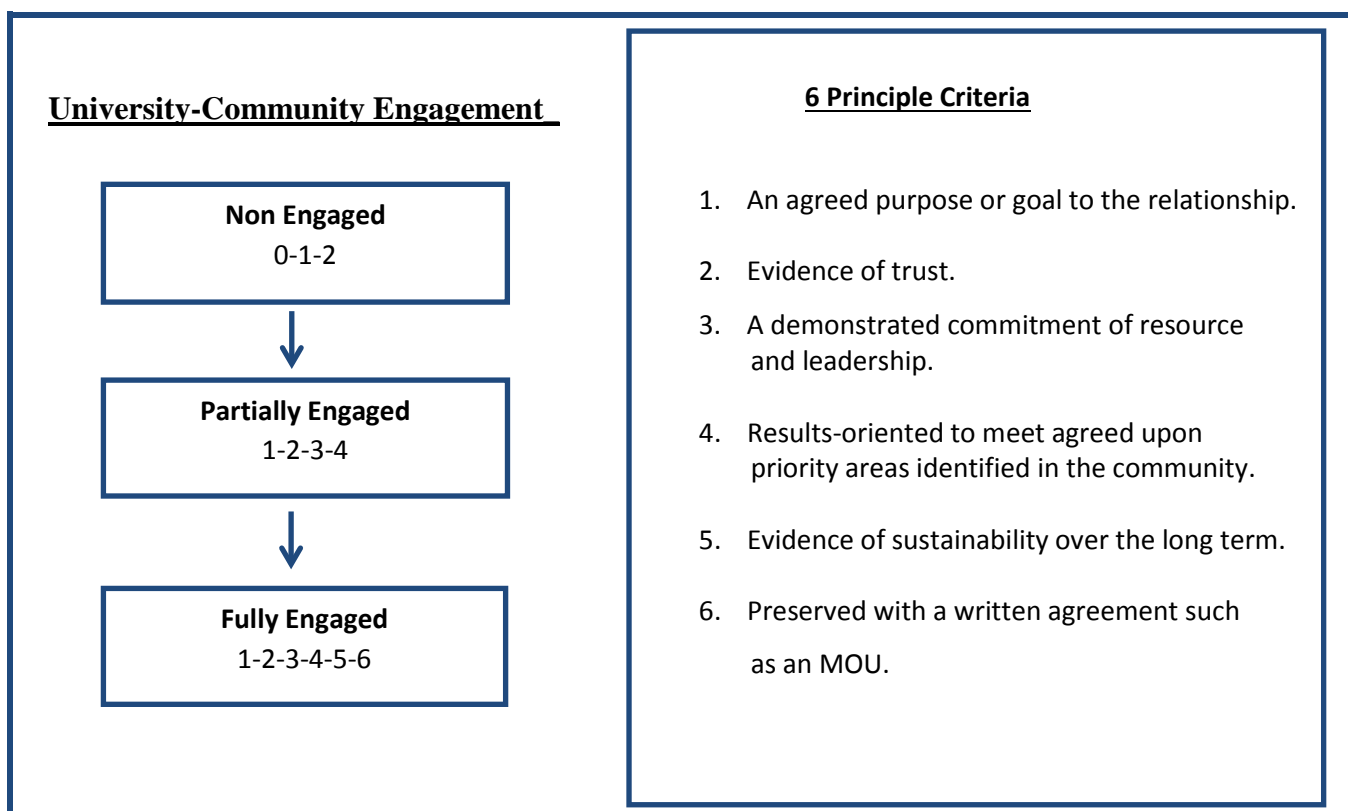 University-Community Engagement_
Non Engaged
0-1-2
Partially Engaged
1-2-3-4
Fully Engaged
1-2-3-4-5-6
6 Principle Criteria
1. An agreed purpose or goal to the relationship.
2. Evidence of trust.
3. A demonstrated commitment of resource
and leadership.
4. Results-oriented to meet agreed upon
priority areas identified in the community.
5. Evidence of sustainability over the long term.
6. Preserved with a written agreement such
as an MOU.